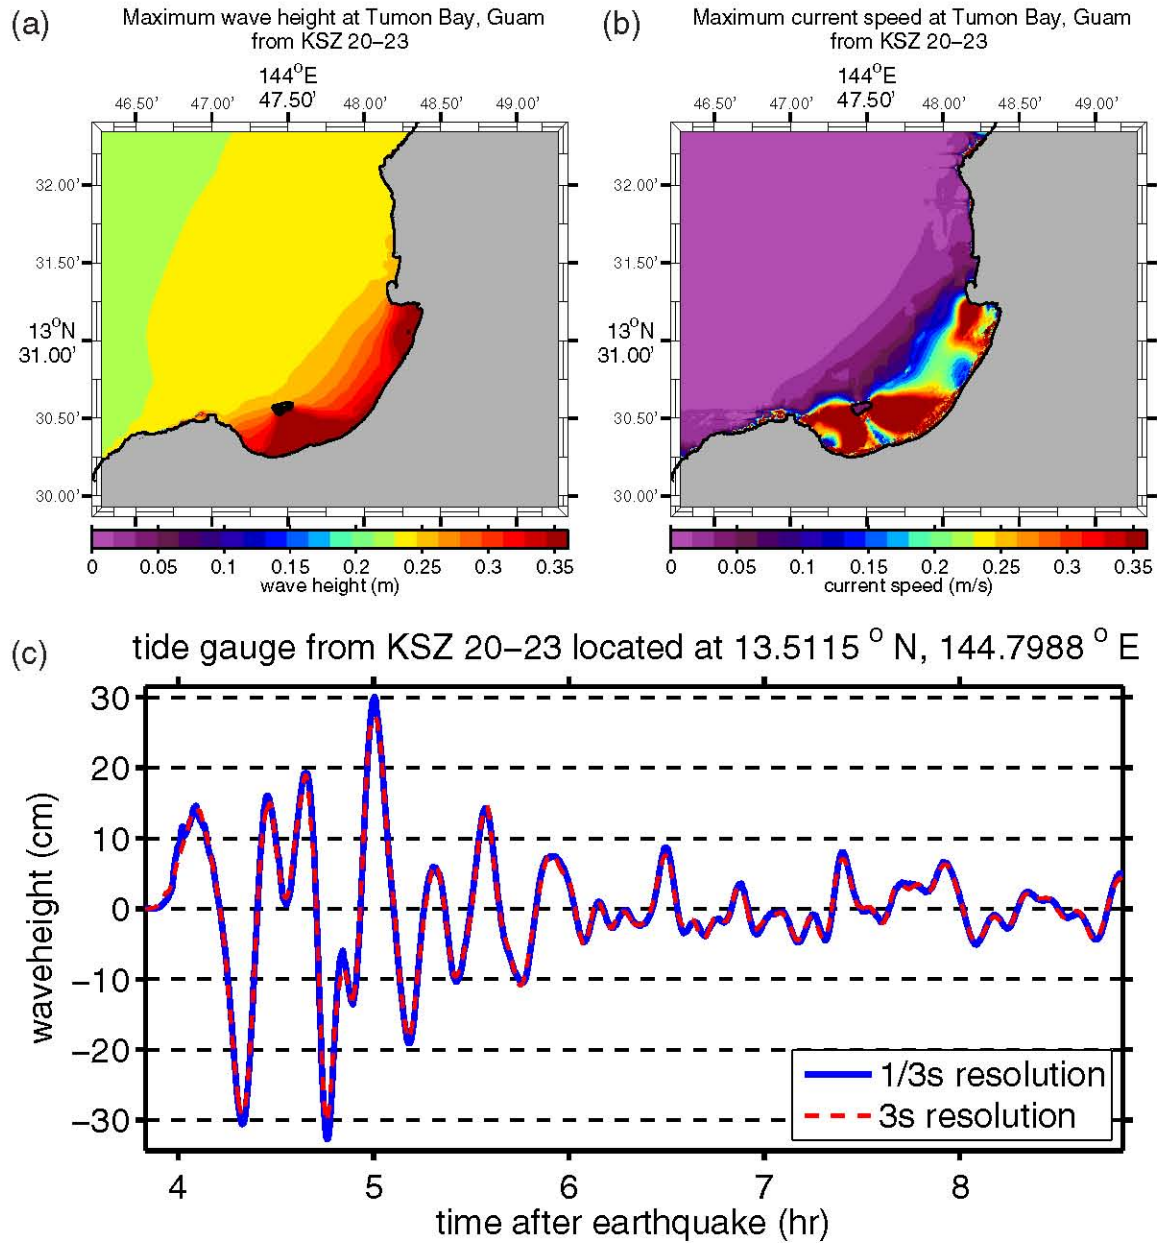 (a)
Maximum wave height at Tumon Bay, Guam
from KSZ 20–23
144°E
46.50' 47.00' 47.50' 48.00' 48.50' 49.00'
32.00'
31.50'
13°N
31.00'
30.50'
30.00'
0 0.05 0.1 0.15 0.2 0.25 0.3 0.35
wave height (m)
(b)
Maximum current speed at Tumon Bay, Guam
from KSZ 20–23
144°E
46.50' 47.00' 47.50' 48.00' 48.50' 49.00'
32.00'
31.50'
13°N
31.00'
30.50'
30.00'
0 0.05 0.1 0.15 0.2 0.25 0.3 0.35
current speed (m/s)
(c)
tide gauge from KSZ 20–23 located at 13.5115 ° N, 144.7988 ° E
30
20
10
0
−10
−20
−30
waveheight (cm)
1/3s resolution
3s resolution
4 5 6 7 8
time after earthquake (hr)